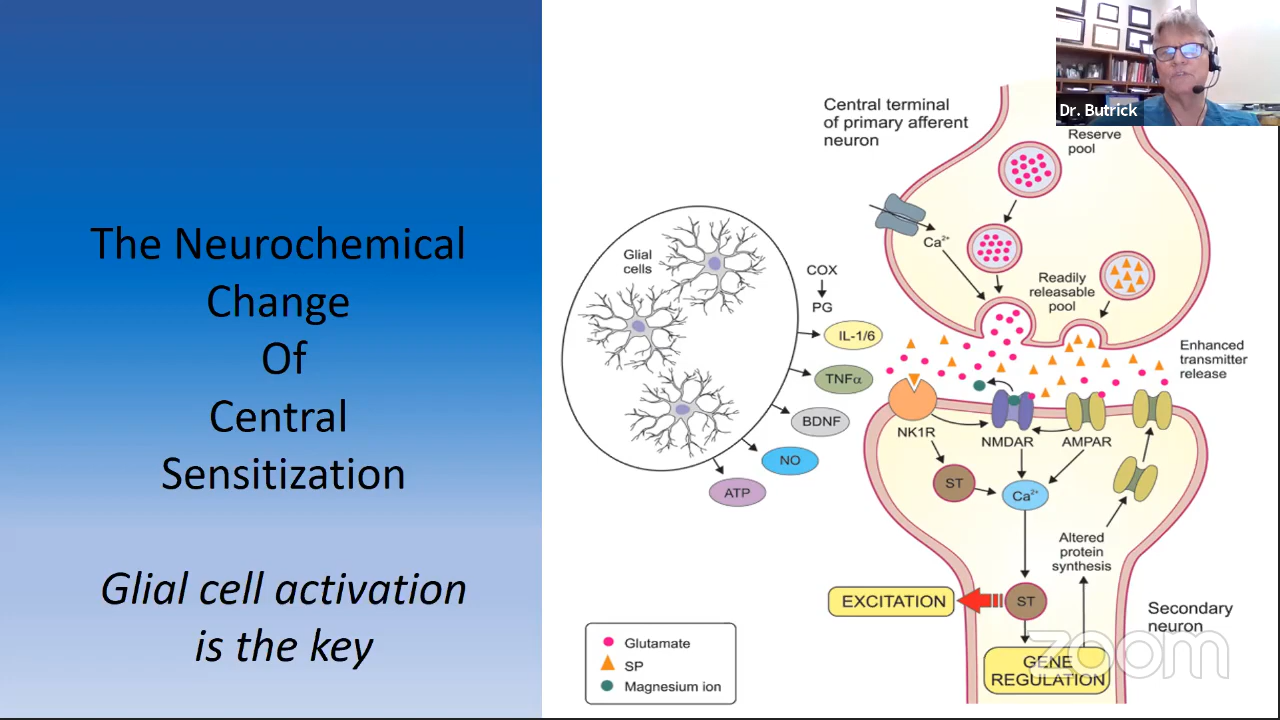 The Neurochemical
Change
Of
Central
Sensitization
Glial cell activation
is the key
Dr. Butrick
Central terminal
of primary afferent
neuron
Reserve
pool
Ca²⁺
Readily
releasable
pool
Glial
cells
COX
PG
IL-1/6
TNFα
BDNF
NO
ATP
Enhanced
transmitter
release
NK1R
NMDAR
AMPAR
ST
Ca²⁺
Altered
protein
synthesis
EXCITATION
ST
Secondary
neuron
GENE
REGULATION
zoom
Glutamate
SP
Magnesium ion